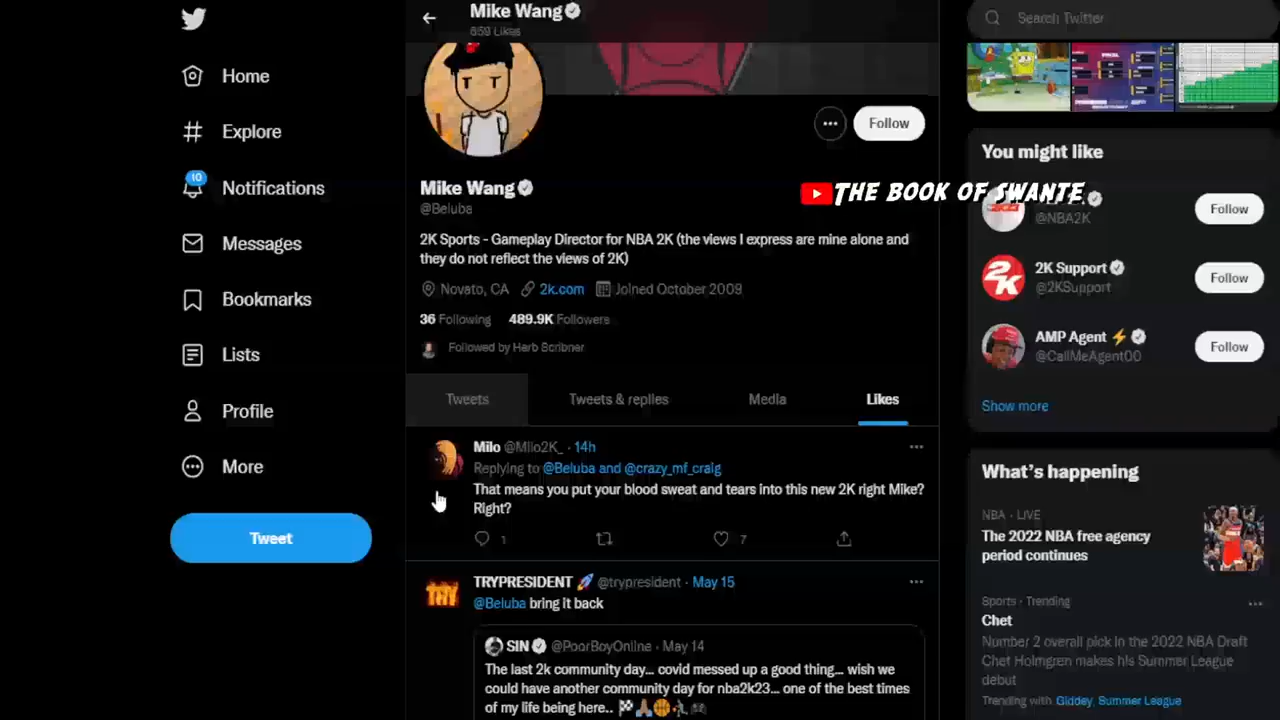 Mike Wang
659 Likes
Search Twitter
Home
Explore
10
Notifications
Messages
Bookmarks
Lists
Profile
More
Tweet
Follow
Mike Wang
@Beluba
2K Sports - Gameplay Director for NBA 2K (the views I express are mine alone and
they do not reflect the views of 2K)
Novato, CA 2k.com Joined October 2009
36 Following 489.9K Followers
Followed by Herb Scribner
Tweets Tweets & replies Media Likes
Milo @Milo2K_ · 14h
Replying to @Beluba and @crazy_mf_craig
That means you put your blood sweat and tears into this new 2K right Mike?
Right?
1 7
TRYPRESIDENT @trypresident · May 15
TRY
@Beluba bring it back
SIN @PoorBoyOnline · May 14
The last 2k community day... covid messed up a good thing... wish we
could have another community day for nba2k23... one of the best times
of my life being here..
You might like
THE BOOK OF SWANTE
@NBA2K
Follow
2K
2K Support
@2KSupport
Follow
AMP Agent
@CallMeAgent00
Follow
Show more
What's happening
NBA · LIVE
The 2022 NBA free agency
period continues
Sports · Trending
Chet
Number 2 overall pick in the 2022 NBA Draft
Chet Holmgren makes his Summer League
debut
Trending with Giddey, Summer League